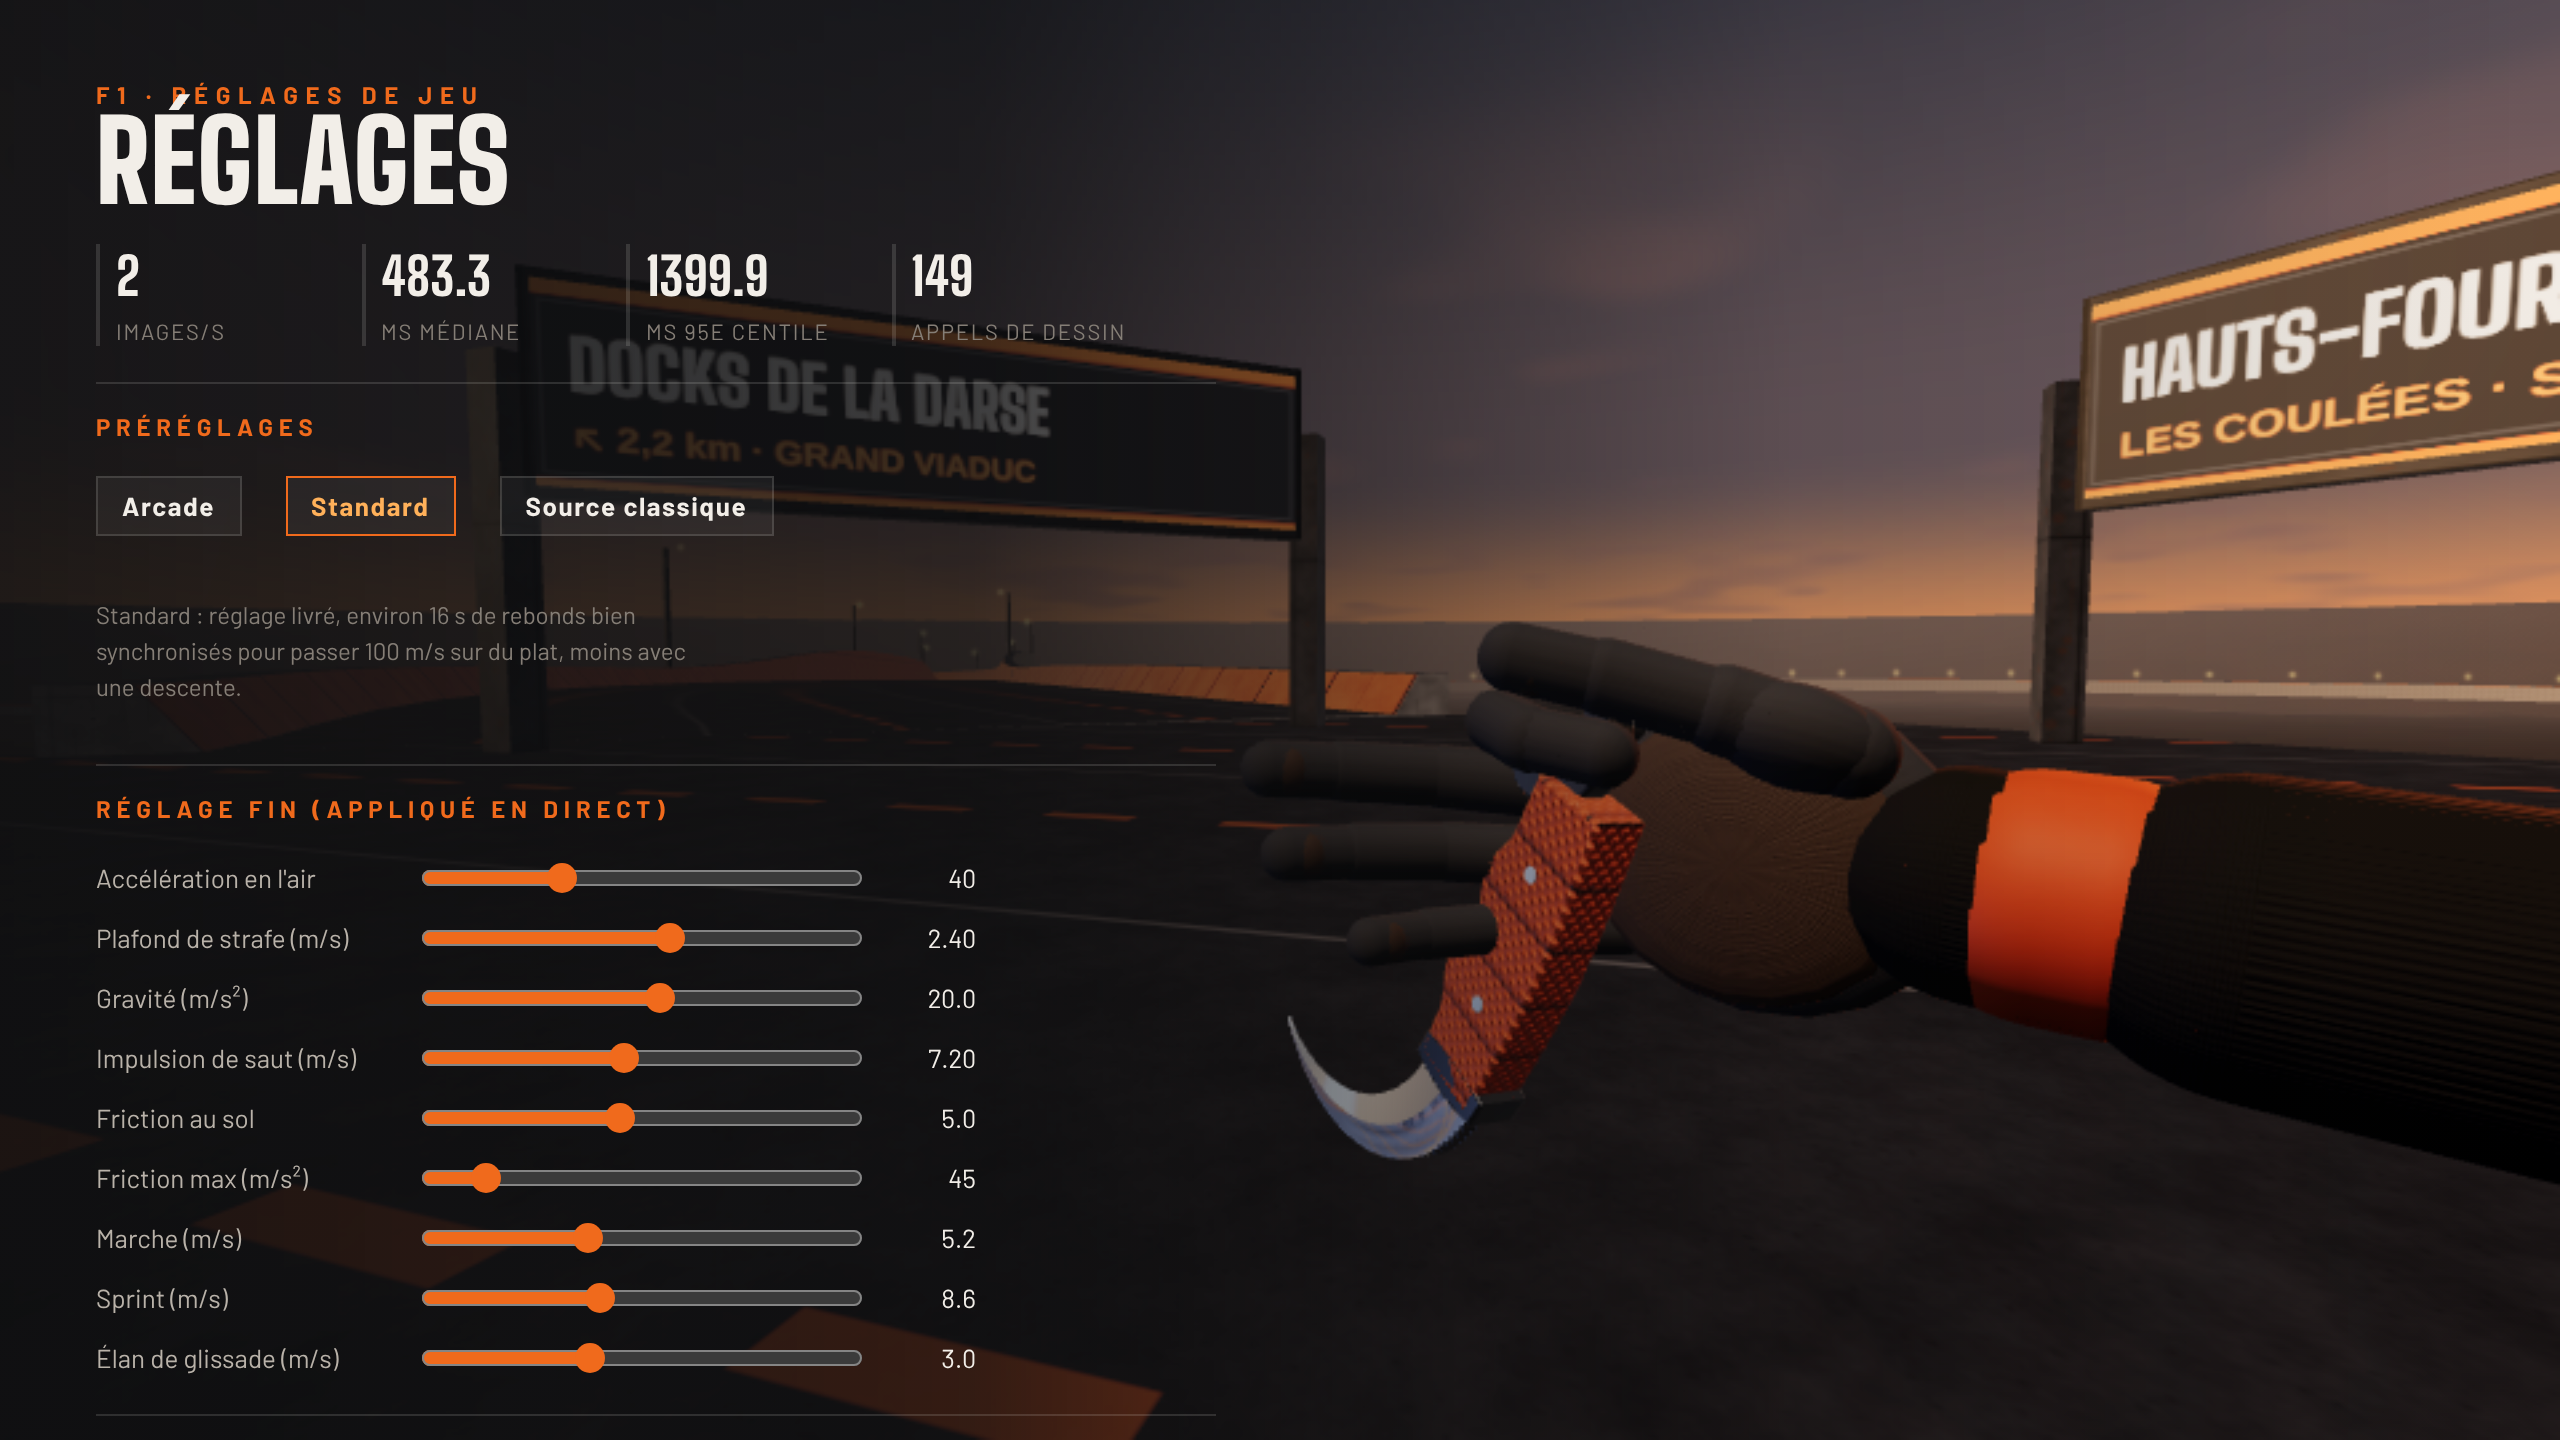 F1 · RÉGLAGES DE JEU
RÉGLAGES
2
IMAGES/S
483.3
MS MÉDIANE
1399.9
MS 95E CENTILE
149
APPELS DE DESSIN
DOCKS DE LA DARSE
↖ 2,2 km · GRAND VIADUC
HAUTS-FOUR
LES COULÉES · S
PRÉRÉGLAGES
Arcade
Standard
Source classique
Standard : réglage livré, environ 16 s de rebonds bien
synchronisés pour passer 100 m/s sur du plat, moins avec
une descente.
RÉGLAGE FIN (APPLIQUÉ EN DIRECT)
Accélération en l'air 40
Plafond de strafe (m/s) 2.40
Gravité (m/s²) 20.0
Impulsion de saut (m/s) 7.20
Friction au sol 5.0
Friction max (m/s²) 45
Marche (m/s) 5.2
Sprint (m/s) 8.6
Élan de glissade (m/s) 3.0